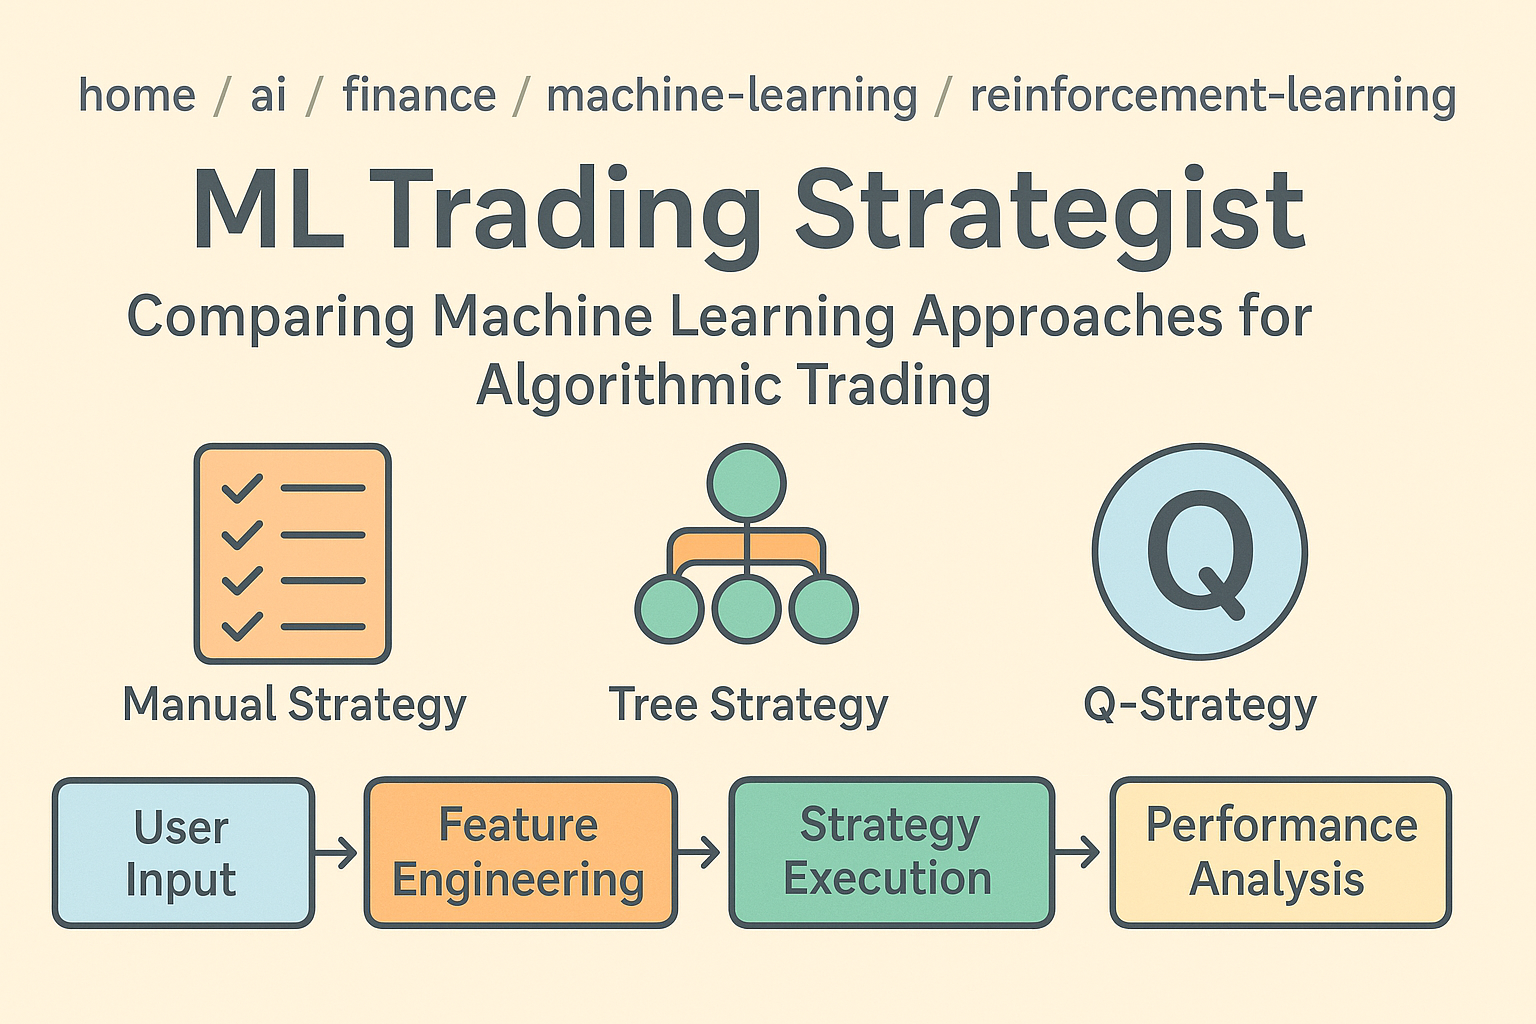 home / ai / finance / machine-learning / reinforcement-learning
ML Trading Strategist
Comparing Machine Learning Approaches for
Algorithmic Trading
Q
Manual Strategy
Tree Strategy
Q-Strategy
User
Input
Feature
Engineering
Strategy
Execution
Performance
Analysis